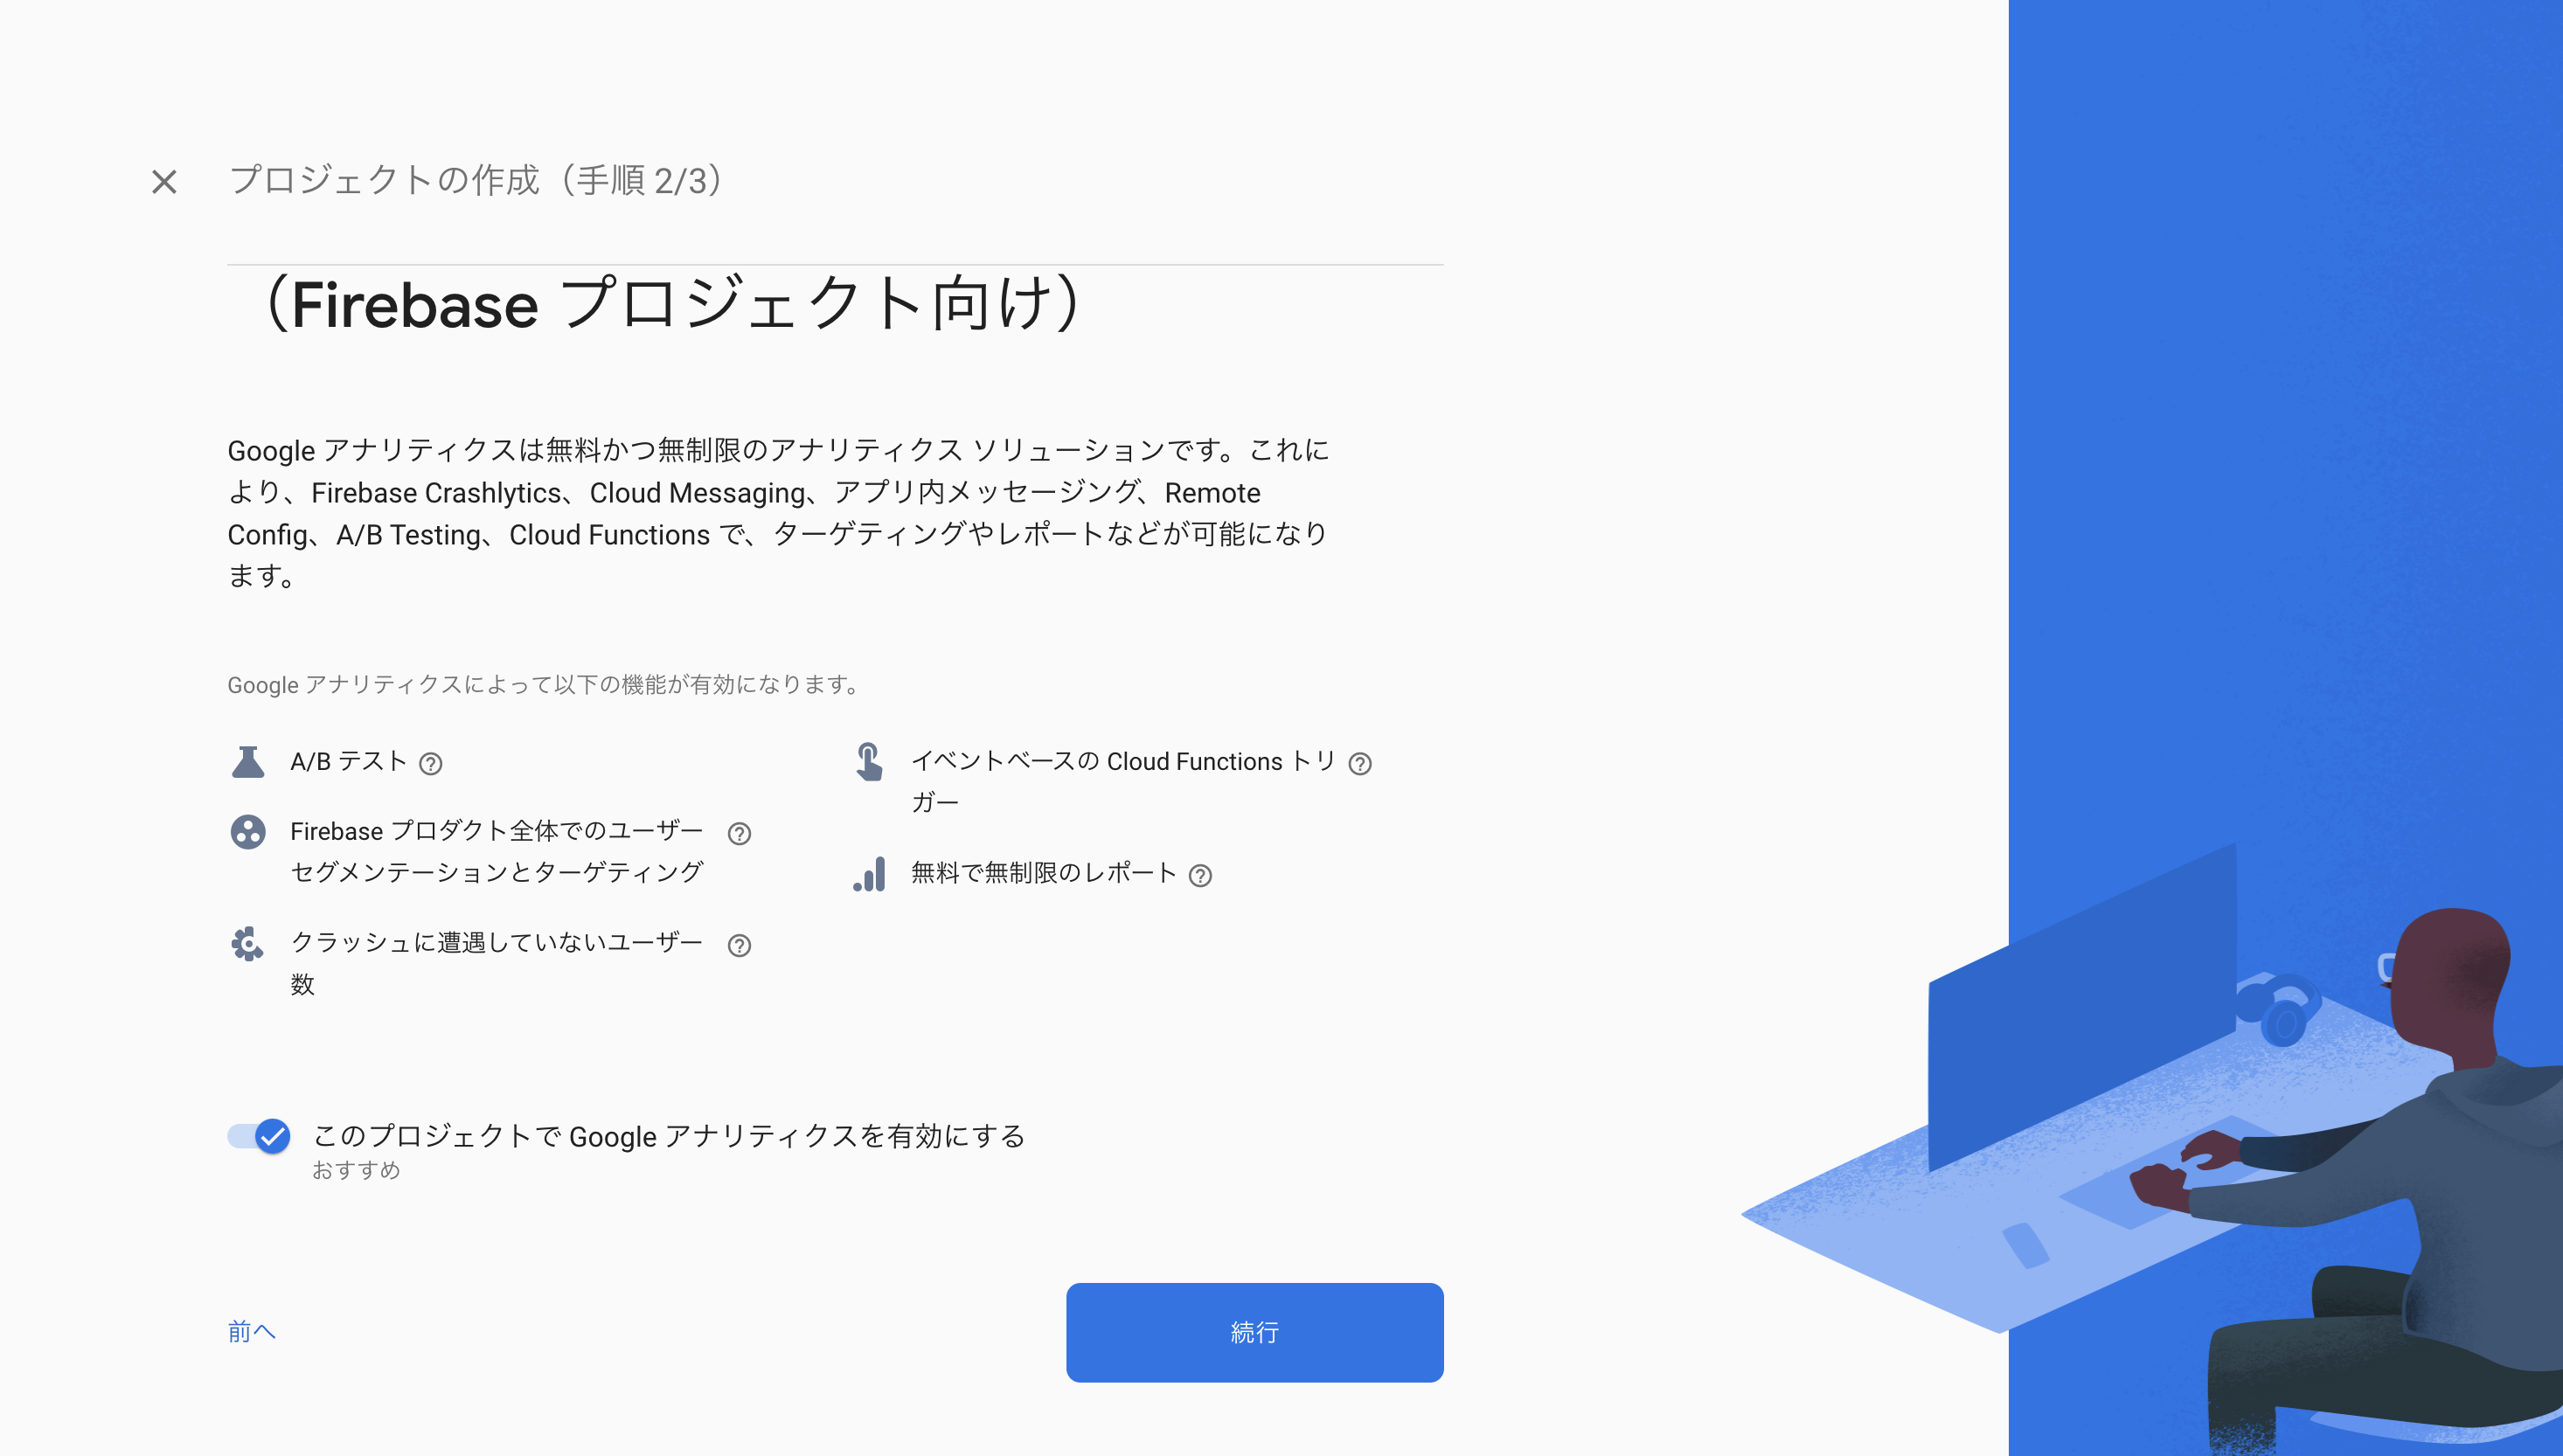 プロジェクトの作成（手順 2/3）
（Firebase プロジェクト向け）
Google アナリティクスは無料かつ無制限のアナリティクス ソリューションです。これに
より、Firebase Crashlytics、Cloud Messaging、アプリ内メッセージング、Remote
Config、A/B Testing、Cloud Functions で、ターゲティングやレポートなどが可能になり
ます。
Google アナリティクスによって以下の機能が有効になります。
A/B テスト
Firebase プロダクト全体でのユーザー
セグメンテーションとターゲティング
クラッシュに遭遇していないユーザー
数
イベントベースの Cloud Functions トリ
ガー
無料で無制限のレポート
このプロジェクトで Google アナリティクスを有効にする
おすすめ
前へ
続行